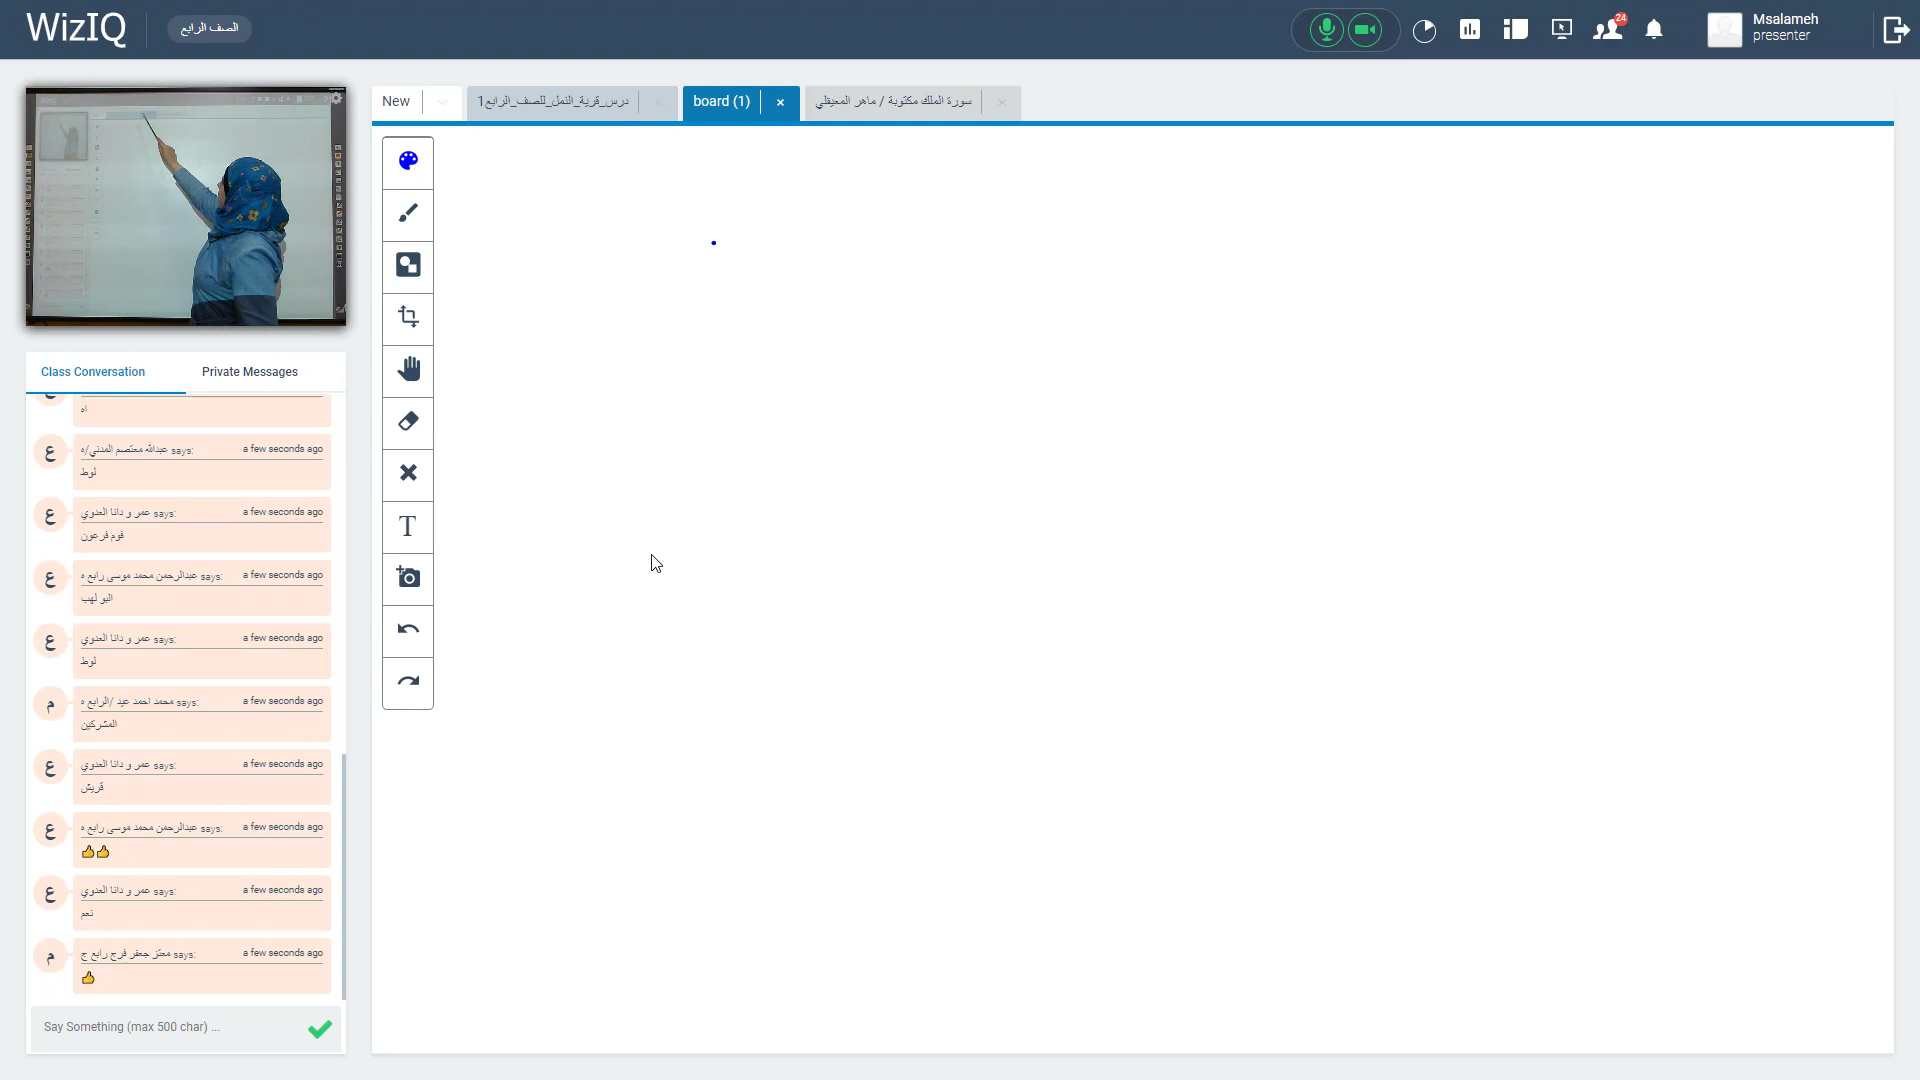 WizIQ
الصف الرابع
24
Msalameh
presenter
New
درس_قرية_النمل_للصف_الرابع1
board (1)
سورة الملك مكتوبة / ماهر المعيقلي
Class Conversation
Private Messages
اه
عبدالله معتصم المدني/ه says:
a few seconds ago
لوط
ع
عمر و دانا العدوي says:
a few seconds ago
قوم فرعون
ع
عبدالرحمن محمد موسى رابع ه says:
a few seconds ago
البو لهب
ع
عمر و دانا العدوي says:
a few seconds ago
لوط
ع
محمد احمد عيد /الرابع ه says:
a few seconds ago
المشركين
م
عمر و دانا العدوي says:
a few seconds ago
قريش
ع
عبدالرحمن محمد موسى رابع ه says:
a few seconds ago
👍👍
ع
عمر و دانا العدوي says:
a few seconds ago
نعم
ع
معتز جعفر فرج رابع ج says:
a few seconds ago
👍
م
Say Something (max 500 char) ...
T